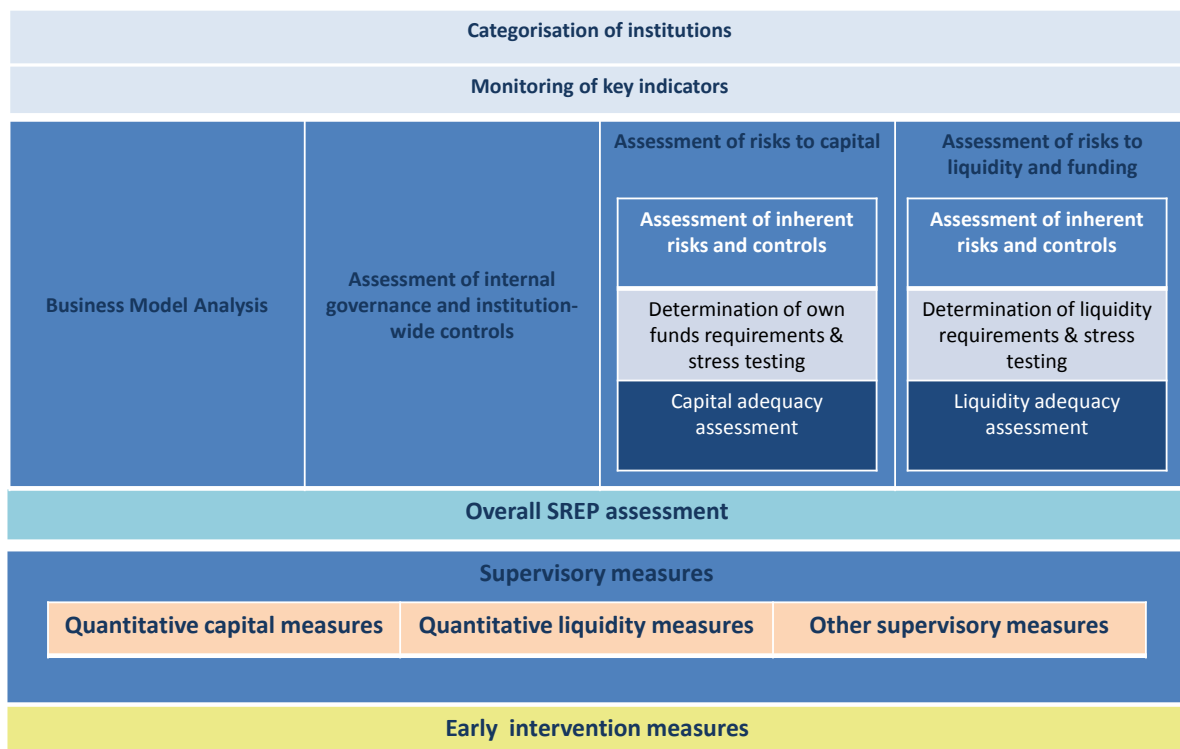 Categorisation of institutions
Monitoring of key indicators
Business Model Analysis
Assessment of internal
governance and institution-
wide controls
Assessment of risks to capital
Assessment of inherent
risks and controls
Determination of own
funds requirements &
stress testing
Capital adequacy
assessment
Assessment of risks to
liquidity and funding
Assessment of inherent
risks and controls
Determination of liquidity
requirements & stress
testing
Liquidity adequacy
assessment
Overall SREP assessment
Supervisory measures
Quantitative capital measures
Quantitative liquidity measures
Other supervisory measures
Early intervention measures